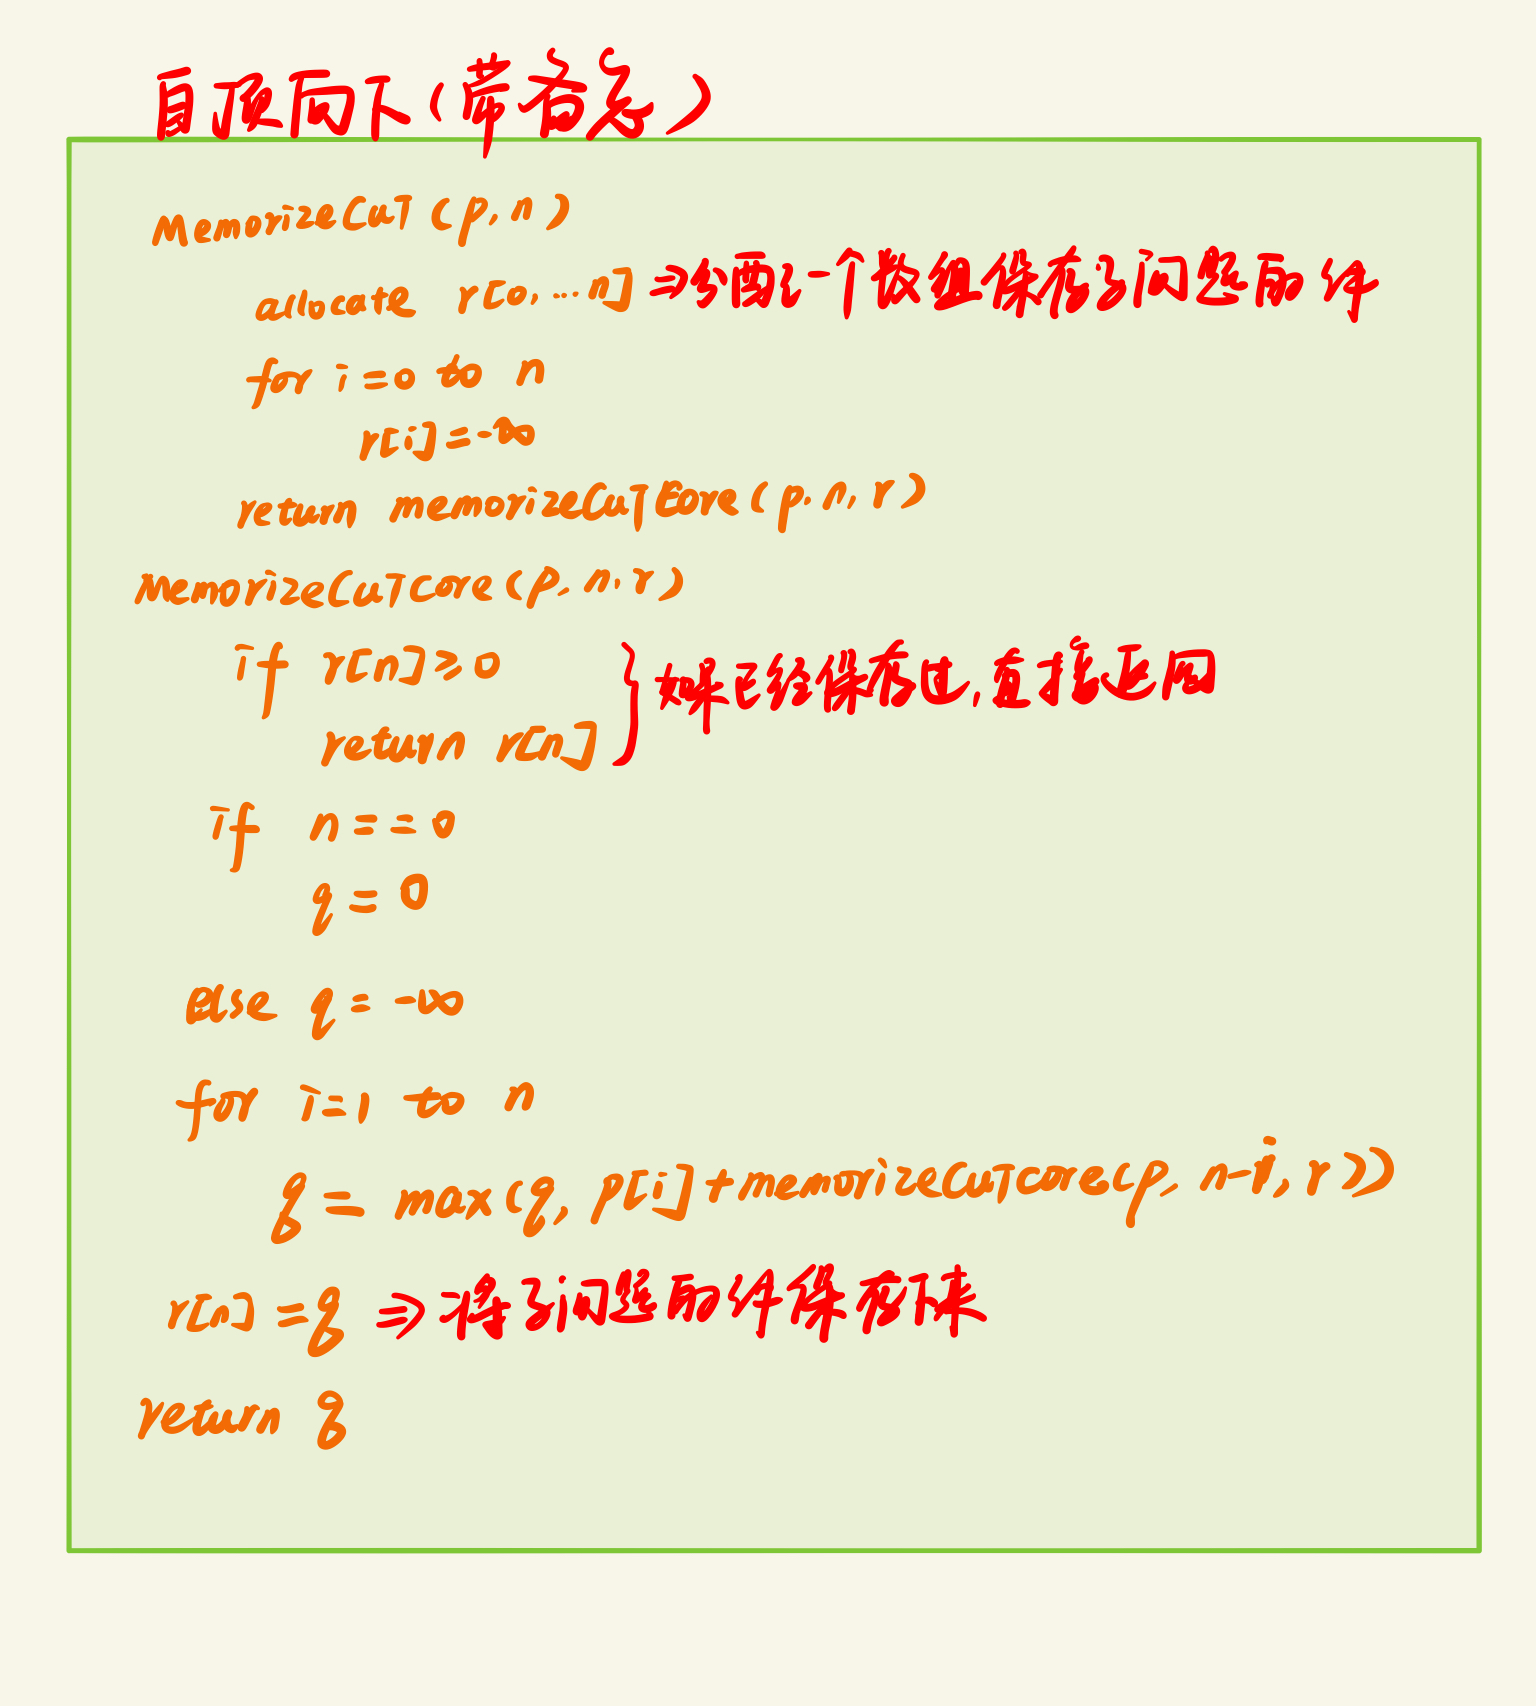 自顶向下(带备忘)
MemorizeCuT(p,n)
allocate r[0,...n] ⇒分配了一个数组保存子问题的件
for i=0 to n
r[i]=-∞
return memorizeCuTCore(p.n,r)
MemorizeCuTcore(p,n,r)
if r[n]≥0
return r[n]
如果已经保存过,直接返回
if n==0
q=0
else q=-∞
for i=1 to n
q= max(q, p[i]+memorizeCuTcore(p, n-i, r))
r[n]=q ⇒将子问题的件保存下来
return q